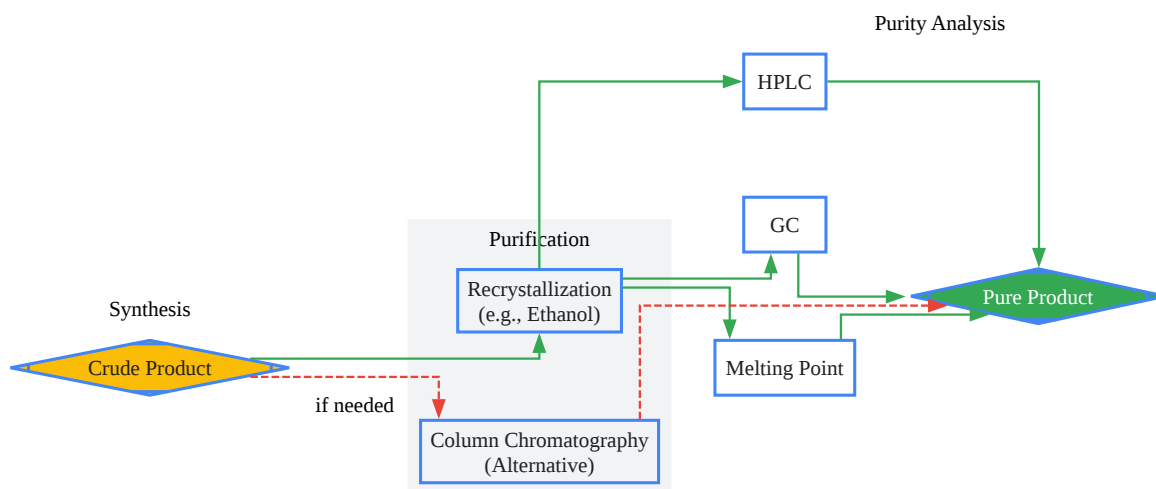 Purity Analysis
HPLC
GC
Purification
Recrystallization
(e.g., Ethanol)
Pure Product
Synthesis
Crude Product
Melting Point
if needed
Column Chromatography
(Alternative)